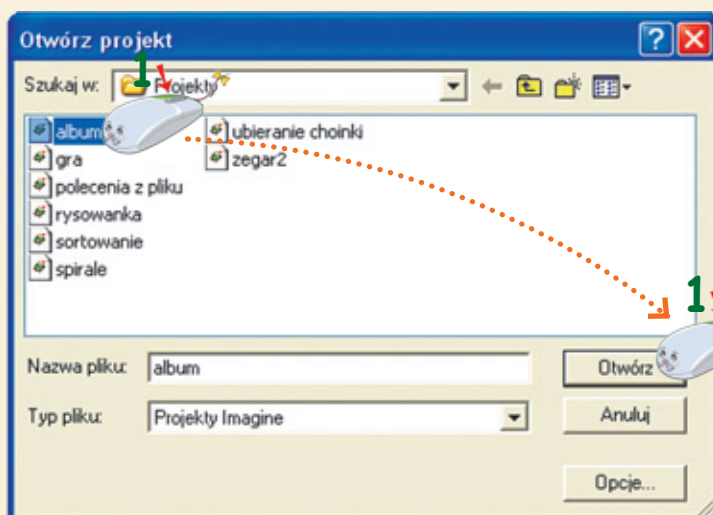 Otwórz projekt
1
Szukaj w: Projekty
album ubieranie choinki
gra zegar2
polecenia z pliku
rysowanka
sortowanie
spirale
1
Nazwa pliku: album Otwórz
Typ pliku: Projekty Imagine Anuluj
Opcje...